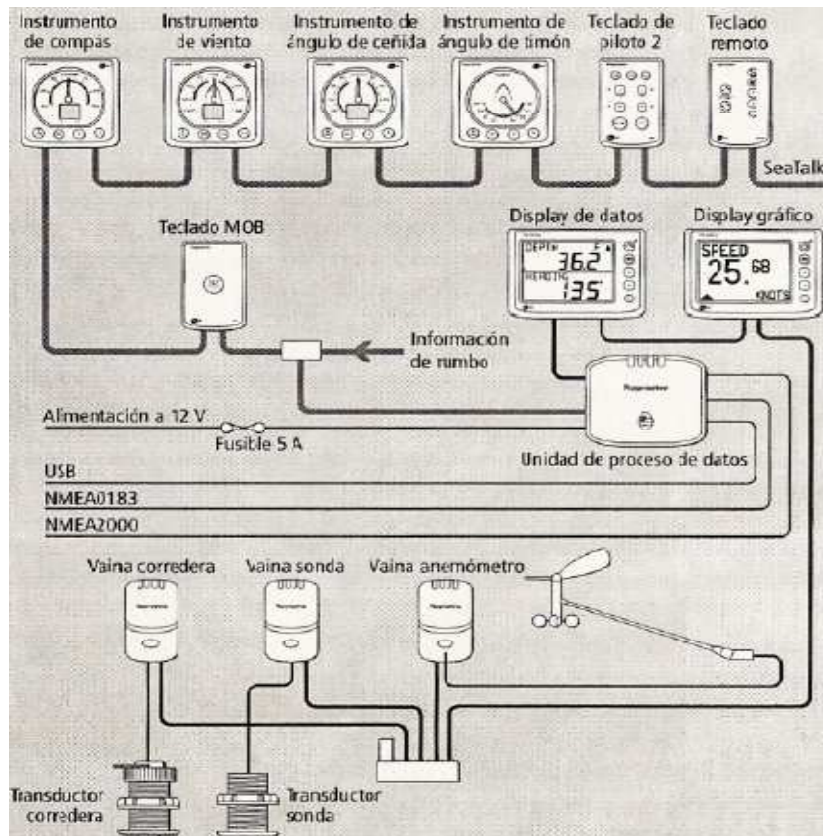 Instrumento
de compás
Instrumento
de viento
Instrumento de
ángulo de ceñida
Instrumento de
ángulo de timón
Teclado de
piloto 2
Teclado
remoto
SeaTalk
Teclado MOB
Display de datos
Display gráfico
DEPTH
F
36.2
HEADING
135
SPEED
25.68
KNOTS
Información
de rumbo
Raymarine
Alimentación a 12 V
Fusible 5 A
Unidad de proceso de datos
USB
NMEA0183
NMEA2000
Vaina corredera
Vaina sonda
Vaina anemómetro
Transductor
corredera
Transductor
sonda